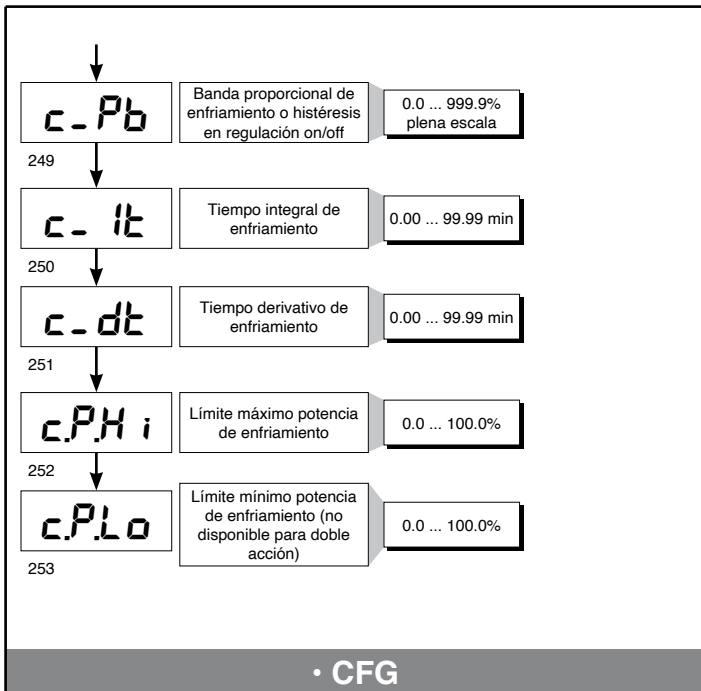 c_Pb
Banda proporcional de
enfriamiento o histéresis
en regulación on/off
0.0 ... 999.9%
plena escala
249
c_It
Tiempo integral de
enfriamiento
0.00 ... 99.99 min
250
c_dt
Tiempo derivativo de
enfriamiento
0.00 ... 99.99 min
251
c.P.Hi
Límite máximo potencia
de enfriamiento
0.0 ... 100.0%
252
c.P.Lo
Límite mínimo potencia
de enfriamiento (no
disponible para doble
acción)
0.0 ... 100.0%
253
• CFG